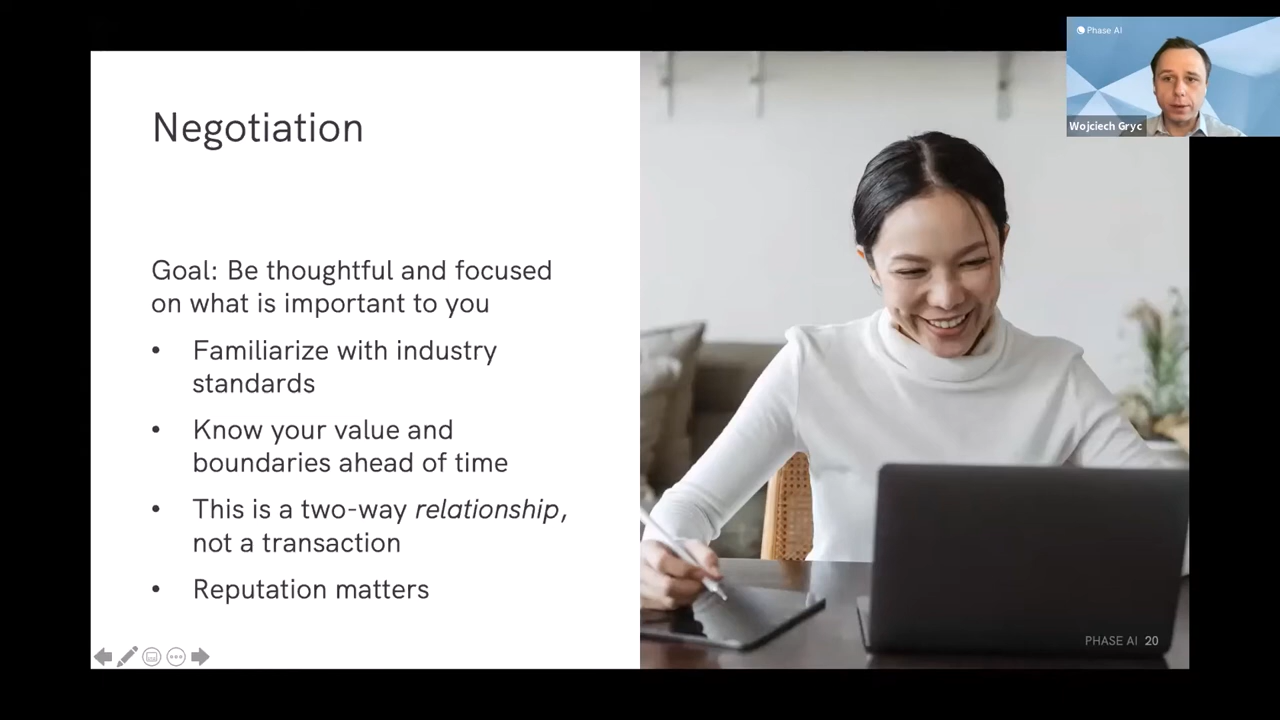 Phase AI
Wojciech Gryc
Negotiation
Goal: Be thoughtful and focused
on what is important to you
• Familiarize with industry
standards
• Know your value and
boundaries ahead of time
• This is a two-way relationship,
not a transaction
• Reputation matters
PHASE AI 20